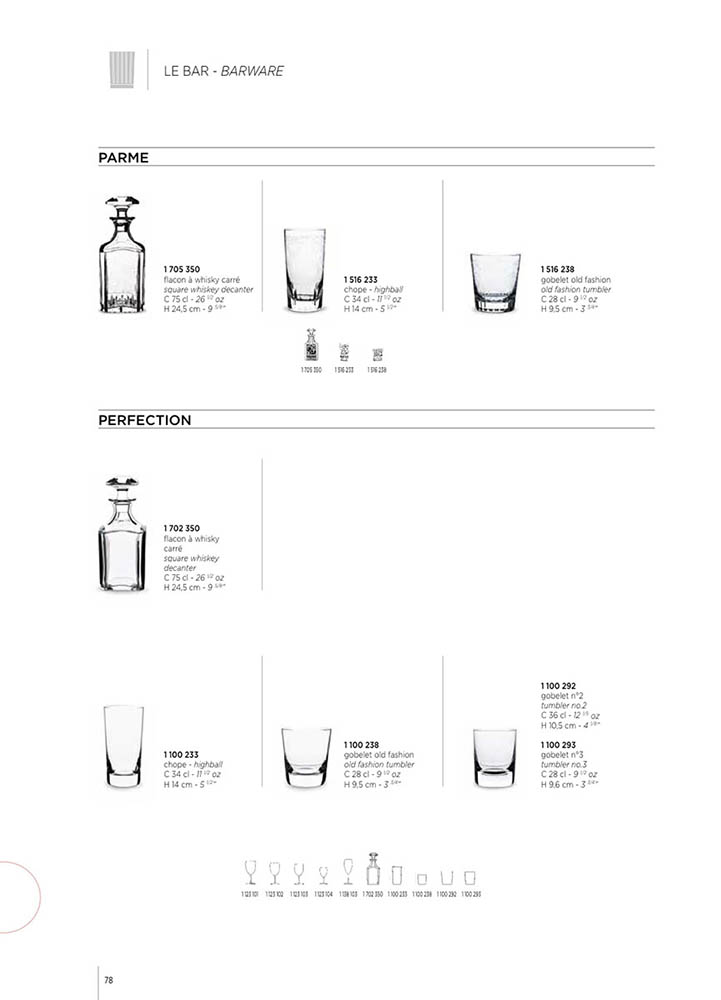 LE BAR - BARWARE
PARME
1 705 350
flacon à whisky carré
square whiskey decanter
C 75 cl - 26 1/2 oz
H 24,5 cm - 9 5/8"
1 516 233
chope - highball
C 34 cl - 11 1/2 oz
H 14 cm - 5 1/2"
1 516 238
gobelet old fashion
old fashion tumbler
C 28 cl - 9 1/2 oz
H 9,5 cm - 3 3/4"
1 705 350
1 516 233
1 516 238
PERFECTION
1 702 350
flacon à whisky
carré
square whiskey
decanter
C 75 cl - 26 1/2 oz
H 24,5 cm - 9 5/8"
1 100 233
chope - highball
C 34 cl - 11 1/2 oz
H 14 cm - 5 1/2"
1 100 238
gobelet old fashion
old fashion tumbler
C 28 cl - 9 1/2 oz
H 9,5 cm - 3 3/4"
1 100 292
gobelet n°2
tumbler no.2
C 36 cl - 12 oz
H 10,5 cm - 4 1/8"
1 100 293
gobelet n°3
tumbler no.3
C 28 cl - 9 1/2 oz
H 9,6 cm - 3 3/4"
1 123 101
1 123 102
1 123 103
1 123 104
1 138 103
1 702 350
1 100 233
1 100 238
1 100 292
1 100 293
78